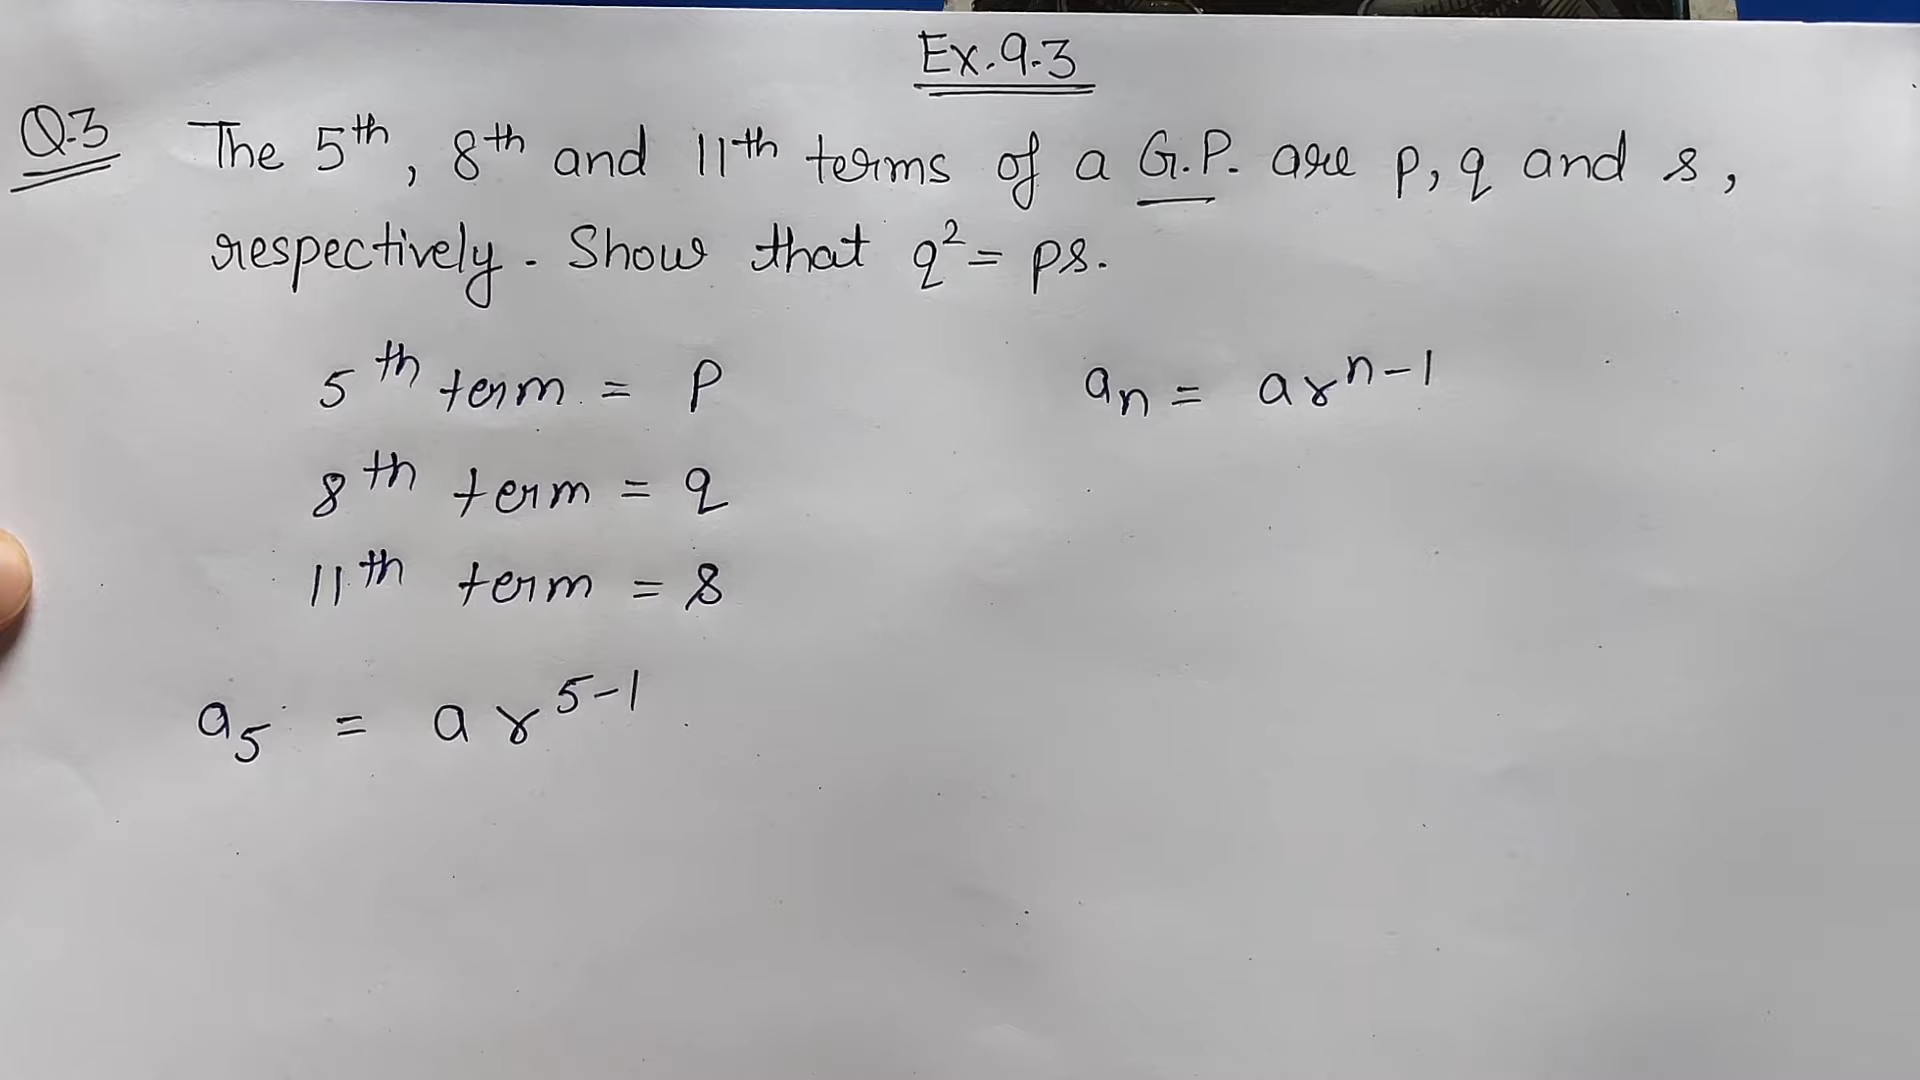 Ex.9.3
Q.3 The 5th, 8th and 11th terms of a G.P. are p, q and s,
respectively. Show that q² = ps.
5th term = p aₙ = arⁿ⁻¹
8th term = q
11th term = s
a₅ = ar⁵⁻¹